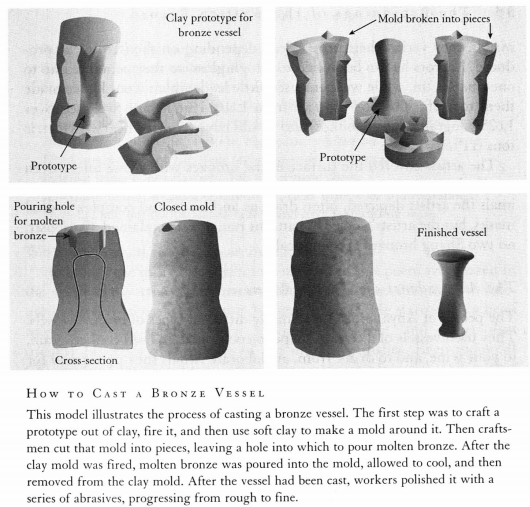 Clay prototype for
bronze vessel
Prototype
Mold broken into pieces
Prototype
Pouring hole
for molten
bronze
Closed mold
Cross-section
Finished vessel
How to Cast a Bronze Vessel
This model illustrates the process of casting a bronze vessel. The first step was to craft a
prototype out of clay, fire it, and then use soft clay to make a mold around it. Then crafts-
men cut that mold into pieces, leaving a hole into which to pour molten bronze. After the
clay mold was fired, molten bronze was poured into the mold, allowed to cool, and then
removed from the clay mold. After the vessel had been cast, workers polished it with a
series of abrasives, progressing from rough to fine.